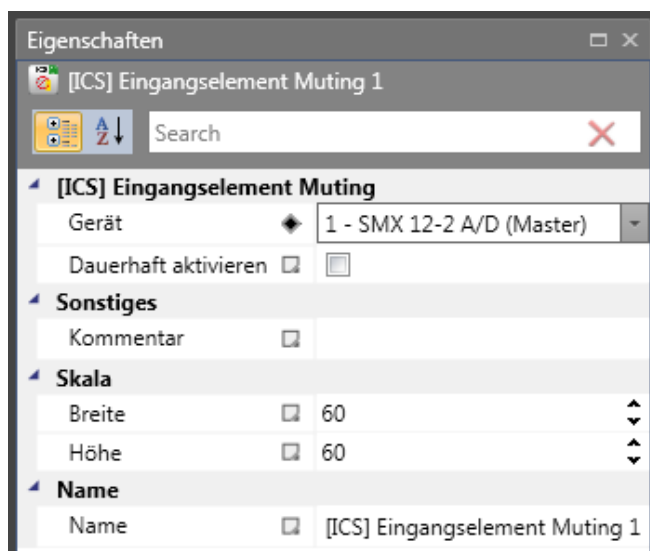 Eigenschaften
[ICS] Eingangselement Muting 1
Search
[ICS] Eingangselement Muting
Gerät 1 - SMX 12-2 A/D (Master)
Dauerhaft aktivieren
Sonstiges
Kommentar
Skala
Breite 60
Höhe 60
Name
Name [ICS] Eingangselement Muting 1